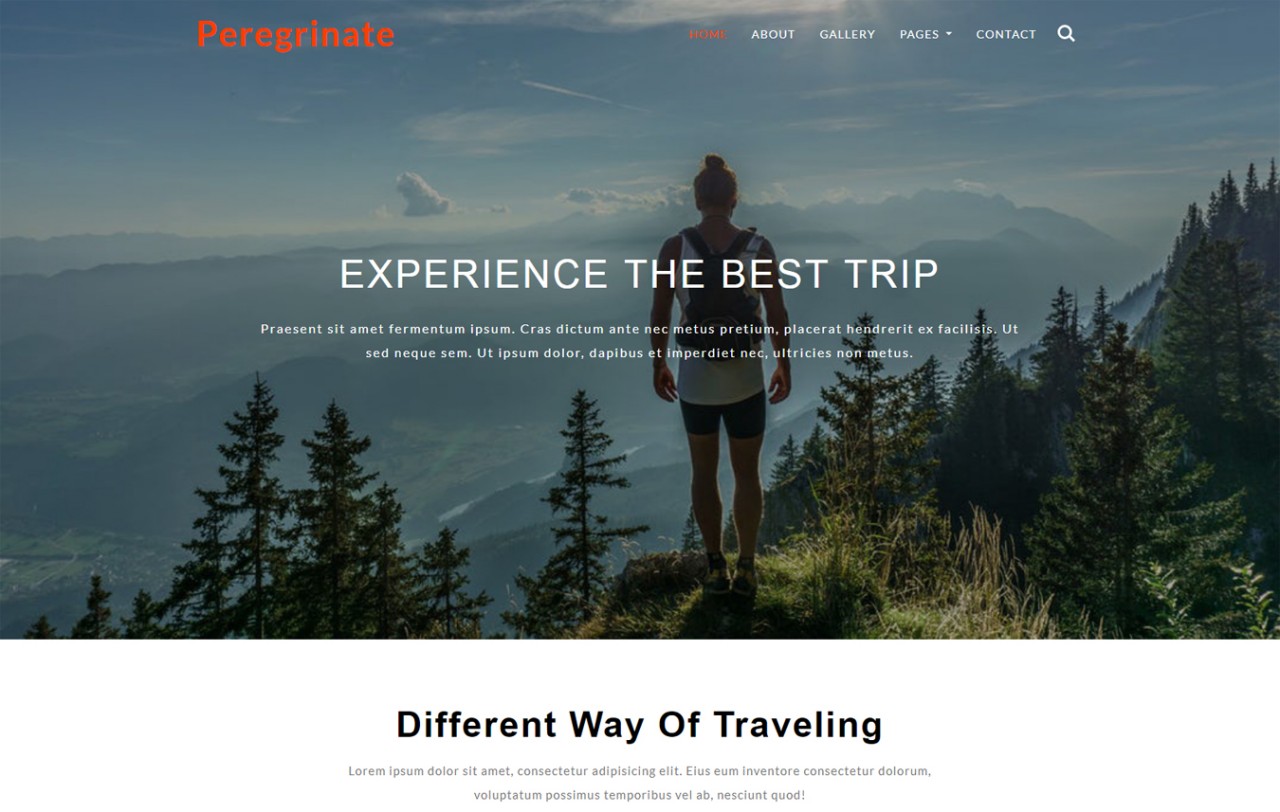 Peregrinate
HOME ABOUT GALLERY PAGES CONTACT
EXPERIENCE THE BEST TRIP
Praesent sit amet fermentum ipsum. Cras dictum ante nec metus pretium, placerat hendrerit ex facilisis. Ut
sed neque sem. Ut ipsum dolor, dapibus et imperdiet nec, ultricies non metus.
Different Way Of Traveling
Lorem ipsum dolor sit amet, consectetur adipisicing elit. Eius eum inventore consectetur dolorum,
voluptatum possimus temporibus vel ab, nesciunt quod!